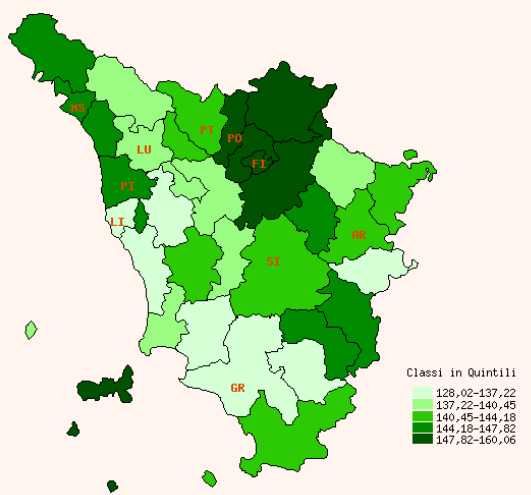 MS
PT
PO
LU
FI
PI
LI
AR
SI
GR
Classi in Quintili
128,02-137,22
137,22-140,45
140,45-144,18
144,18-147,82
147,82-160,06